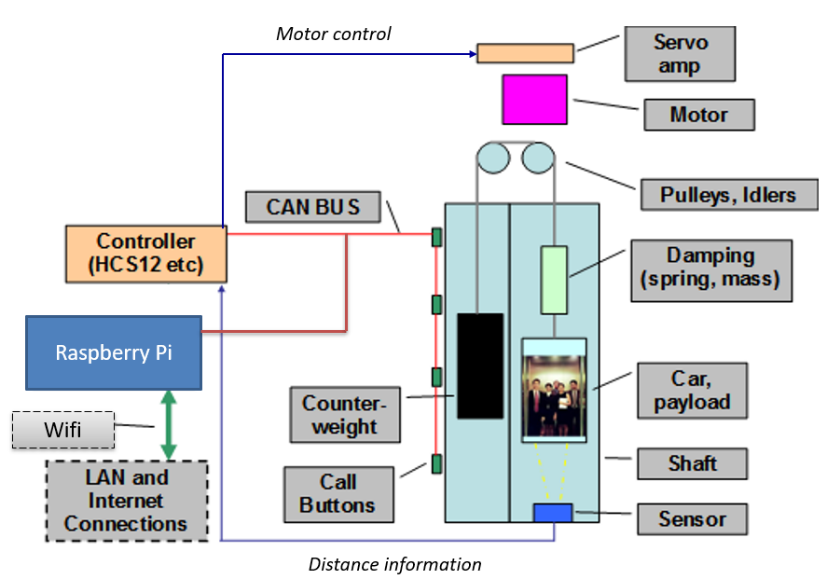 Motor control
Servo
amp
Motor
Pulleys, Idlers
CAN BUS
Controller
(HCS12 etc)
Damping
(spring, mass)
Raspberry Pi
Car,
payload
Counter-
weight
Wifi
LAN and
Internet
Connections
Call
Buttons
Shaft
Sensor
Distance information